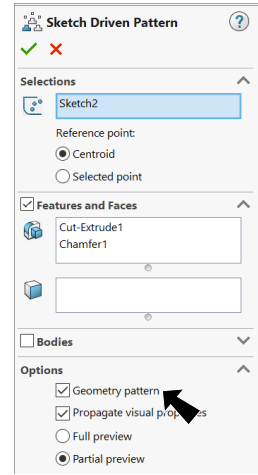 Sketch Driven Pattern
?
Selections
Sketch2
Reference point:
Centroid
Selected point
Features and Faces
Cut-Extrude1
Chamfer1
Bodies
Options
Geometry pattern
Propagate visual properties
Full preview
Partial preview